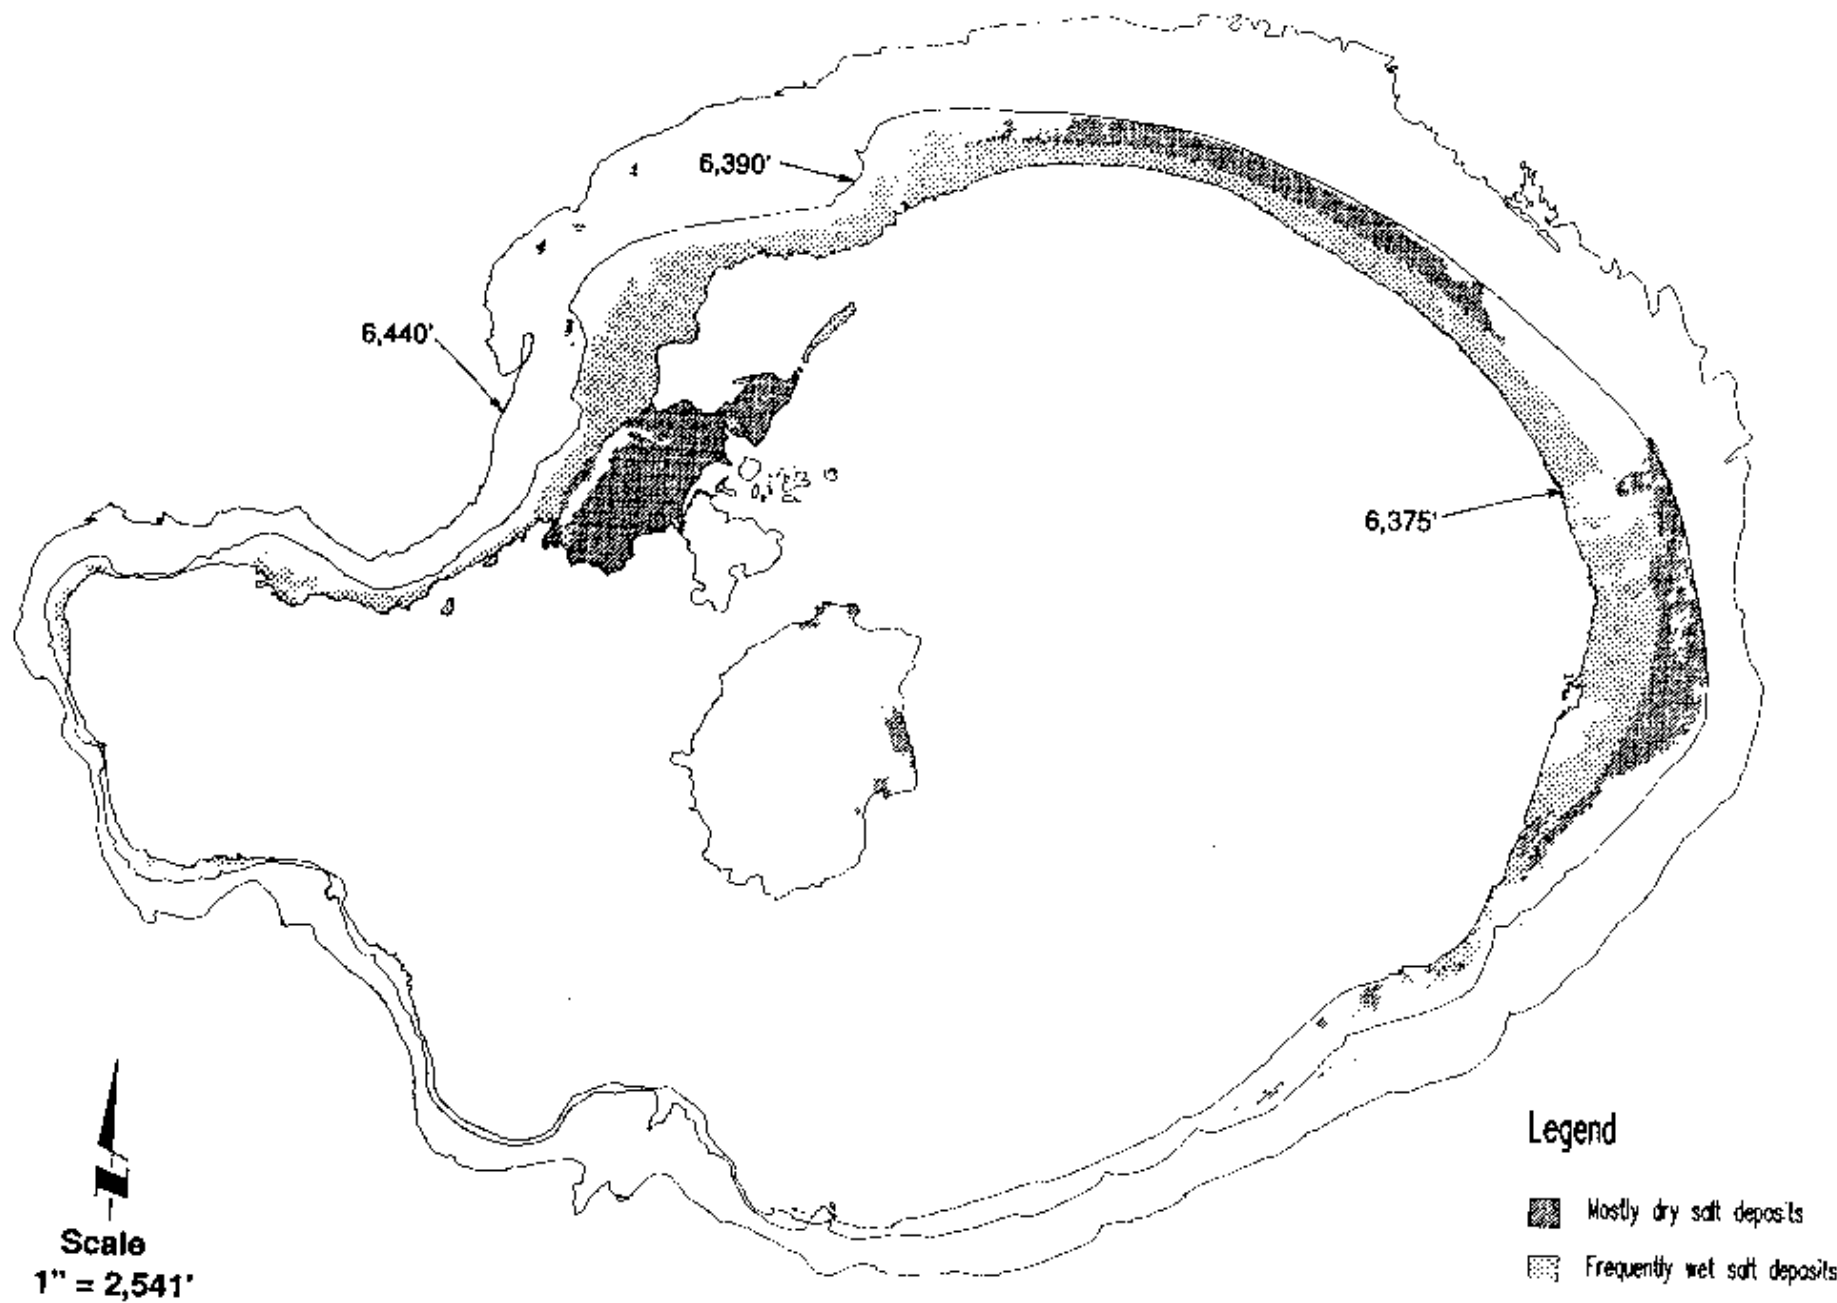 6,390'
6,440'
6,375'
Legend
Mostly dry salt deposits
Frequently wet salt deposits
Scale
1" = 2,541'